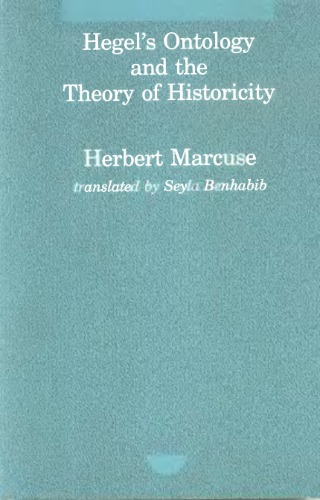 Hegel's Ontology
and the
Theory of Historicity
Herbert Marcuse
translated by Seyla Benhabib